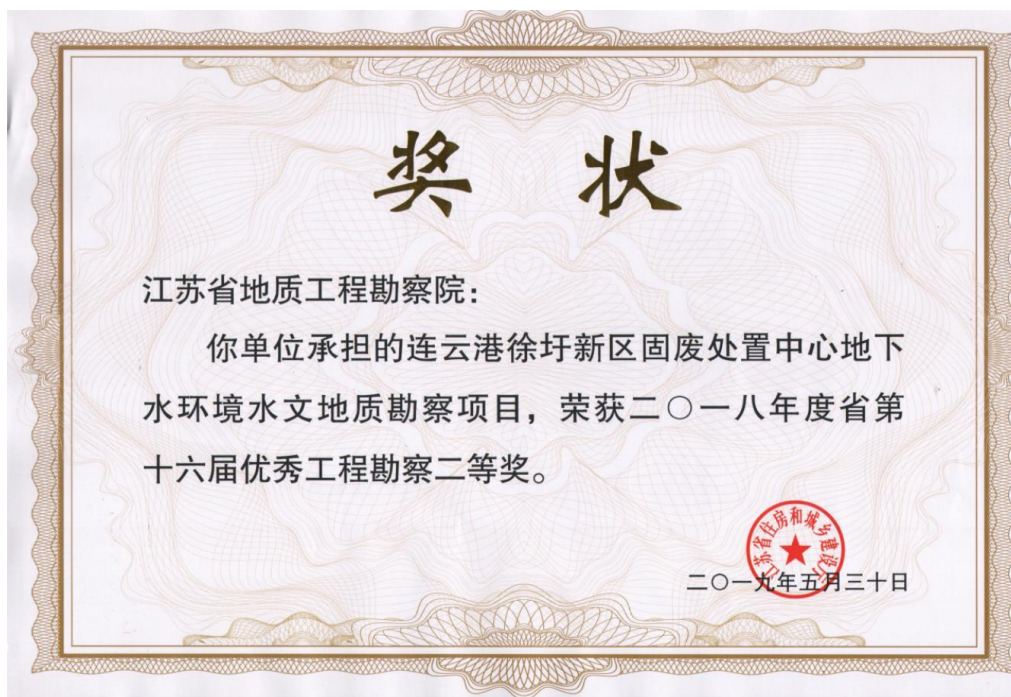 奖状
江苏省地质工程勘察院：
你单位承担的连云港徐圩新区固废处置中心地下
水环境水文地质勘察项目，荣获二〇一八年度省第
十六届优秀工程勘察二等奖。
江苏省住房和城乡建设厅
二〇一九年五月三十日